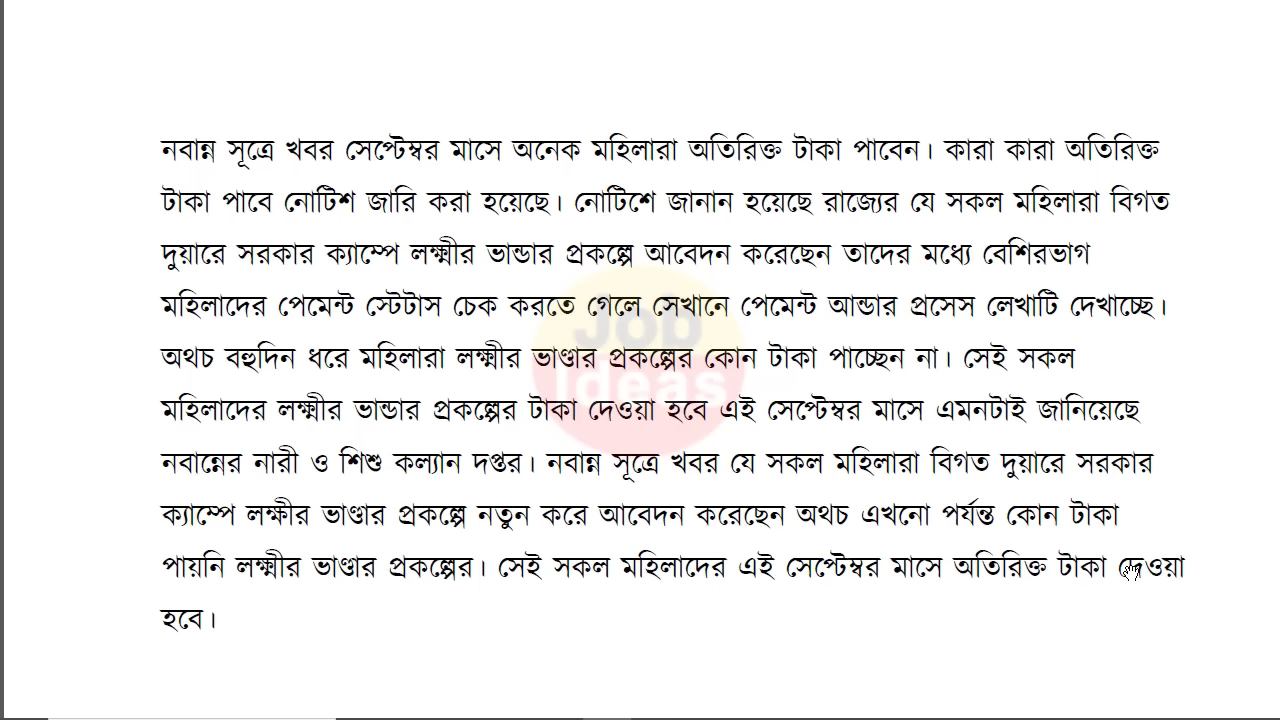 নবান্ন সূত্রে খবর সেপ্টেম্বর মাসে অনেক মহিলারা অতিরিক্ত টাকা পাবেন। কারা কারা অতিরিক্ত
টাকা পাবে নোটিশ জারি করা হয়েছে। নোটিশে জানান হয়েছে রাজ্যের যে সকল মহিলারা বিগত
দুয়ারে সরকার ক্যাম্পে লক্ষ্মীর ভান্ডার প্রকল্পে আবেদন করেছেন তাদের মধ্যে বেশিরভাগ
মহিলাদের পেমেন্ট স্টেটাস চেক করতে গেলে সেখানে পেমেন্ট আন্ডার প্রসেস লেখাটি দেখাচ্ছে।
অথচ বহুদিন ধরে মহিলারা লক্ষ্মীর ভাণ্ডার প্রকল্পের কোন টাকা পাচ্ছেন না। সেই সকল
মহিলাদের লক্ষ্মীর ভান্ডার প্রকল্পের টাকা দেওয়া হবে এই সেপ্টেম্বর মাসে এমনটাই জানিয়েছে
নবান্নের নারী ও শিশু কল্যান দপ্তর। নবান্ন সূত্রে খবর যে সকল মহিলারা বিগত দুয়ারে সরকার
ক্যাম্পে লক্ষীর ভাণ্ডার প্রকল্পে নতুন করে আবেদন করেছেন অথচ এখনো পর্যন্ত কোন টাকা
পায়নি লক্ষ্মীর ভাণ্ডার প্রকল্পের। সেই সকল মহিলাদের এই সেপ্টেম্বর মাসে অতিরিক্ত টাকা দেওয়া
হবে।
Job
Ideas